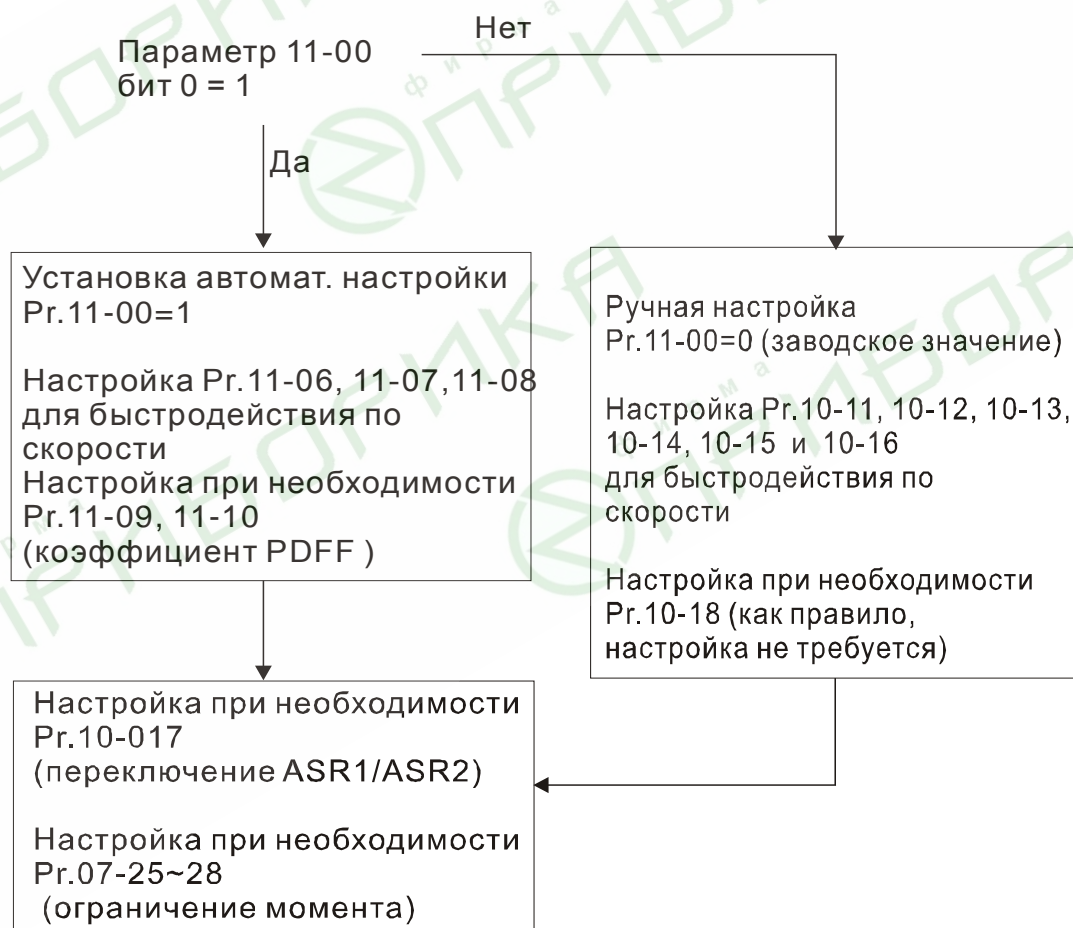 Параметр 11-00
бит 0 = 1
Нет
Да
Установка автомат. настройки
Pr.11-00=1
Настройка Pr.11-06, 11-07,11-08
для быстродействия по
скорости
Настройка при необходимости
Pr.11-09, 11-10
(коэффициент PDFF )
Ручная настройка
Pr.11-00=0 (заводское значение)
Настройка Pr.10-11, 10-12, 10-13,
10-14, 10-15 и 10-16
для быстродействия по
скорости
Настройка при необходимости
Pr.10-18 (как правило,
настройка не требуется)
Настройка при необходимости
Pr.10-017
(переключение ASR1/ASR2)
Настройка при необходимости
Pr.07-25~28
(ограничение момента)